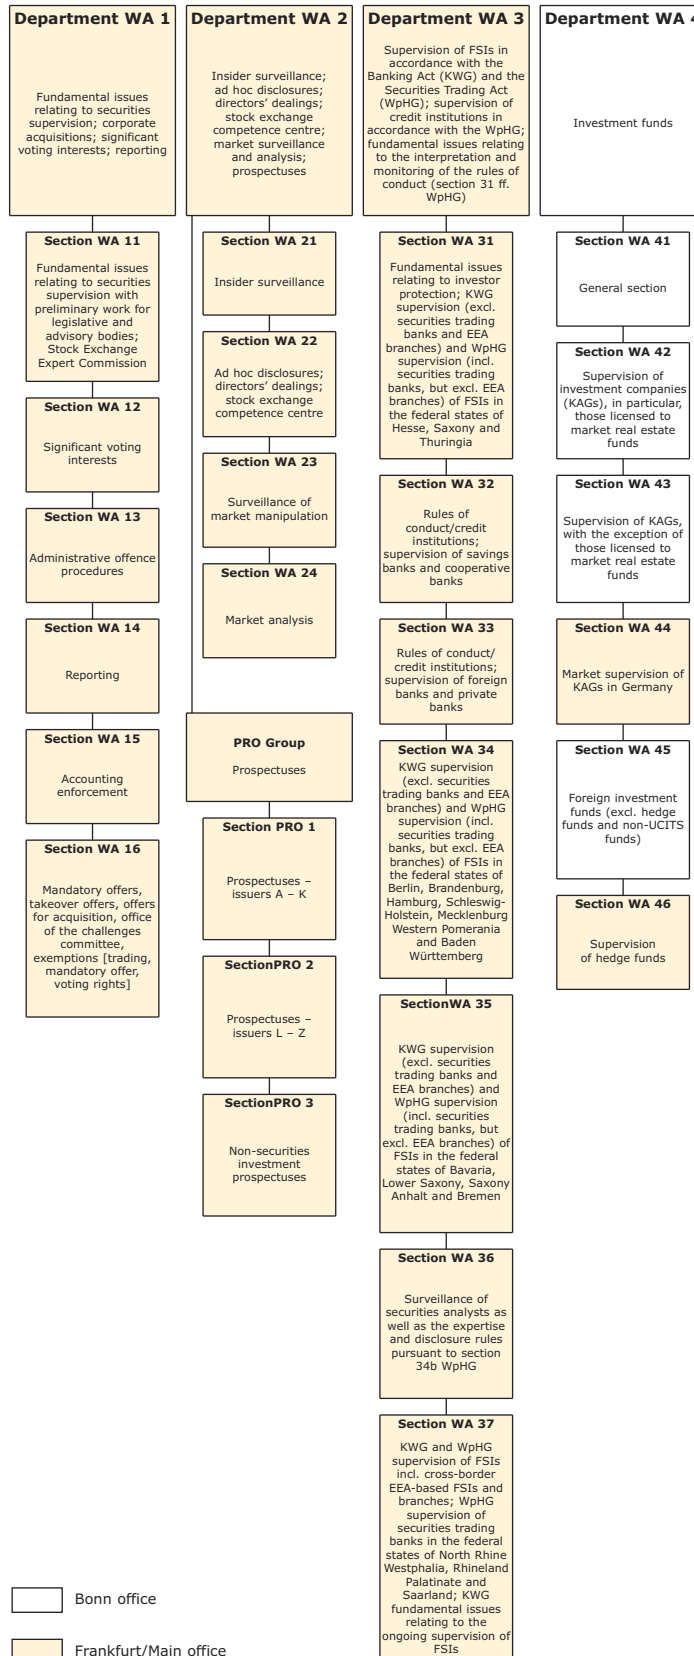 Department WA 1
Fundamental issues
relating to securities
supervision; corporate
acquisitions; significant
voting interests; reporting
Section WA 11
Fundamental issues
relating to securities
supervision with
preliminary work for
legislative and
advisory bodies;
Stock Exchange
Expert Commission
Section WA 12
Significant voting
interests
Section WA 13
Administrative offence
procedures
Section WA 14
Reporting
Section WA 15
Accounting
enforcement
Section WA 16
Mandatory offers,
takeover offers, offers
for acquisition, office
of the challenges
committee,
exemptions [trading,
mandatory offer,
voting rights]
Department WA 2
Insider surveillance;
ad hoc disclosures;
directors’ dealings;
stock exchange
competence centre;
market surveillance
and analysis;
prospectuses
Section WA 21
Insider surveillance
Section WA 22
Ad hoc disclosures;
directors’ dealings;
stock exchange
competence centre
Section WA 23
Surveillance of
market manipulation
Section WA 24
Market analysis
PRO Group
Prospectuses
Section PRO 1
Prospectuses –
issuers A – K
SectionPRO 2
Prospectuses –
issuers L – Z
SectionPRO 3
Non-securities
investment
prospectuses
Department WA 3
Supervision of FSIs in
accordance with the
Banking Act (KWG) and the
Securities Trading Act
(WpHG); supervision of
credit institutions in
accordance with the WpHG;
fundamental issues relating
to the interpretation and
monitoring of the rules of
conduct (section 31 ff.
WpHG)
Section WA 31
Fundamental issues
relating to investor
protection; KWG
supervision (excl.
securities trading
banks and EEA
branches) and WpHG
supervision (incl.
securities trading
banks, but excl. EEA
branches) of FSIs in
the federal states of
Hesse, Saxony and
Thuringia
Section WA 32
Rules of
conduct/credit
institutions;
supervision of savings
banks and cooperative
banks
Section WA 33
Rules of conduct/
credit institutions;
supervision of foreign
banks and private
banks
Section WA 34
KWG supervision
(excl. securities
trading banks and EEA
branches) and WpHG
supervision (incl.
securities trading
banks, but excl. EEA
branches) of FSIs in
the federal states of
Berlin, Brandenburg,
Hamburg, Schleswig-
Holstein, Mecklenburg
Western Pomerania
and Baden
Württemberg
SectionWA 35
KWG supervision
(excl. securities
trading banks and
EEA branches) and
WpHG supervision
(incl. securities
trading banks, but
excl. EEA branches) of
FSIs in the federal
states of Bavaria,
Lower Saxony, Saxony
Anhalt and Bremen
Section WA 36
Surveillance of
securities analysts as
well as the expertise
and disclosure rules
pursuant to section
34b WpHG
Section WA 37
KWG and WpHG
supervision of FSIs
incl. cross-border
EEA-based FSIs and
branches; WpHG
supervision of
securities trading
banks in the federal
states of North Rhine
Westphalia, Rhineland
Palatinate and
Saarland; KWG
fundamental issues
relating to the
ongoing supervision of
FSIs
Department WA 4
Investment funds
Section WA 41
General section
Section WA 42
Supervision of
investment companies
(KAGs), in particular,
those licensed to
market real estate
funds
Section WA 43
Supervision of KAGs,
with the exception of
those licensed to
market real estate
funds
Section WA 44
Market supervision of
KAGs in Germany
Section WA 45
Foreign investment
funds (excl. hedge
funds and non-UCITS
funds)
Section WA 46
Supervision
of hedge funds
Bonn office
Frankfurt/Main office